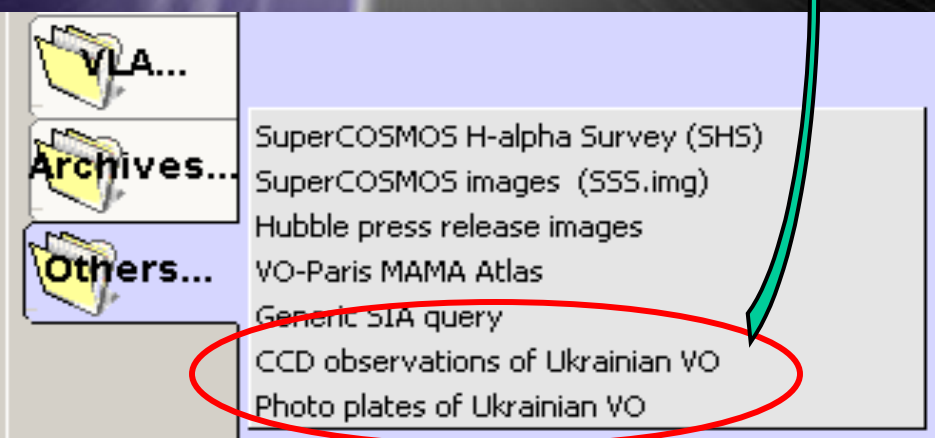 VLA...
Archives...
Others...
SuperCOSMOS H-alpha Survey (SHS)
SuperCOSMOS images  (SSS.img)
Hubble press release images
VO-Paris MAMA Atlas
Generic SIA query
CCD observations of Ukrainian VO
Photo plates of Ukrainian VO